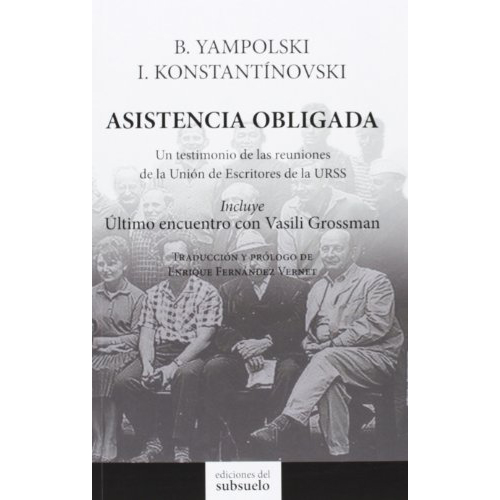 B. YAMPOLSKI
I. KONSTANTÍNOVSKI
ASISTENCIA OBLIGADA
Un testimonio de las reuniones
de la Unión de Escritores de la URSS
Incluye
Último encuentro con Vasili Grossman
Traducción y prólogo de
Enrique Fernández Vernet
ediciones del
subsuelo